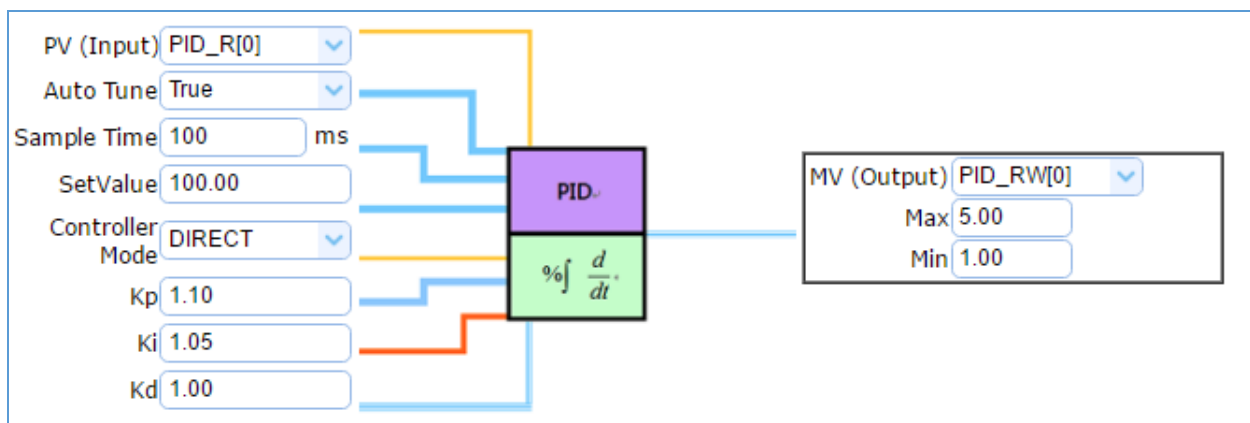 PV (Input) PID_R[0]
Auto Tune True
Sample Time 100 ms
SetValue 100.00
Controller
Mode DIRECT
Kp 1.10
Ki 1.05
Kd 1.00
PID
%∫ d/dt
MV (Output) PID_RW[0]
Max 5.00
Min 1.00